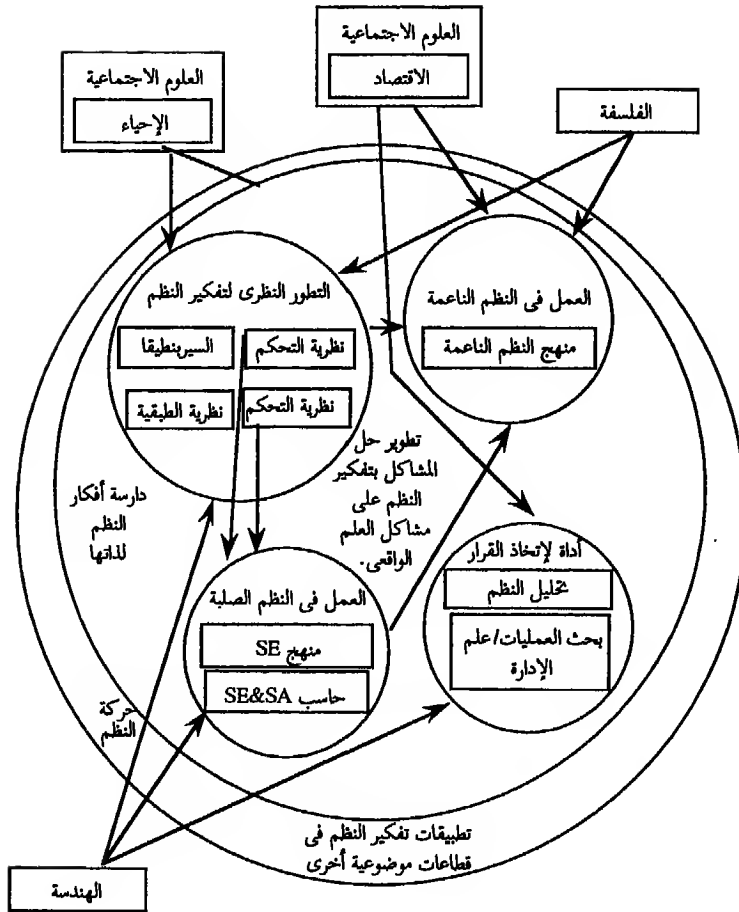 العلوم الاجتماعية
الاقتصاد
العلوم الاجتماعية
الإحياء
الفلسفة
التطور النظرى لتفكير النظم
السيربنطيقا
نظرية التحكم
نظرية الطبقية
نظرية التحكم
العمل فى النظم الناعمة
منهج النظم الناعمة
تطوير حل
المشاكل بتفكير
النظم على
مشاكل العلم
الواقعى.
دارسة أفكار
النظم
لذاتها
أداة لإتخاذ القرار
تحليل النظم
بحث العمليات/علم
الإدارة
العمل فى النظم الصلبة
منهج SE
حاسب SE&SA
حركة
النظم
تطبيقات تفكير النظم فى
قطاعات موضوعية أخرى
الهندسة